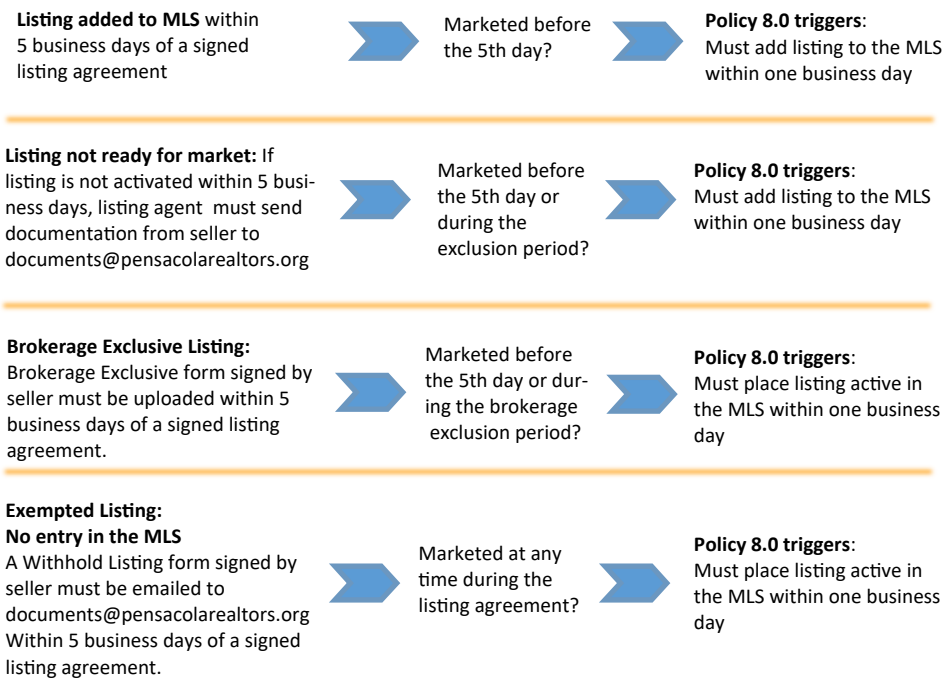 Listing added to MLS within
5 business days of a signed
listing agreement
Marketed before
the 5th day?
Policy 8.0 triggers:
Must add listing to the MLS
within one business day
Listing not ready for market: If
listing is not activated within 5 busi-
ness days, listing agent  must send
documentation from seller to
documents@pensacolarealtors.org
Marketed before
the 5th day or
during the
exclusion period?
Policy 8.0 triggers:
Must add listing to the MLS
within one business day
Brokerage Exclusive Listing:
Brokerage Exclusive form signed by
seller must be uploaded within 5
business days of a signed listing
agreement.
Marketed before
the 5th day or dur-
ing the brokerage
exclusion period?
Policy 8.0 triggers:
Must place listing active in
the MLS within one business
day
Exempted Listing:
No entry in the MLS
A Withhold Listing form signed by
seller must be emailed to
documents@pensacolarealtors.org
Within 5 business days of a signed
listing agreement.
Marketed at any
time during the
listing agreement?
Policy 8.0 triggers:
Must place listing active in
the MLS within one business
day